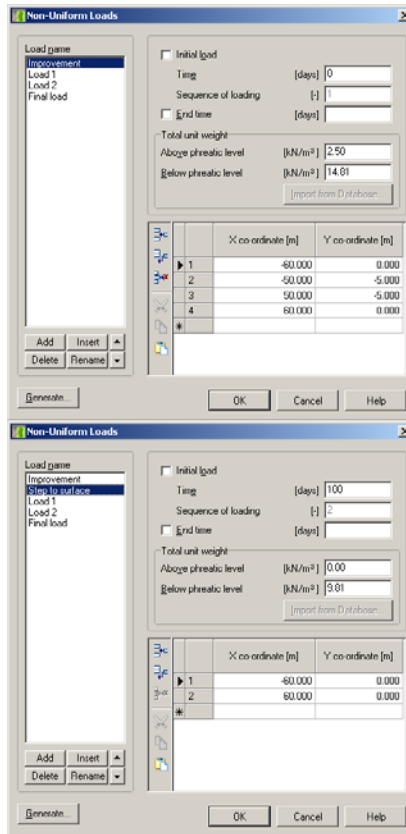 Non-Uniform Loads
Load name
Improvement
Load 1
Load 2
Final load
Add Insert
Delete Rename
Initial load
Time [days] 0
Sequence of loading [-] 1
End time [days]
Total unit weight
Above phreatic level [kN/m³] 2.50
Below phreatic level [kN/m³] 14.81
Import from Database...
X co-ordinate [m] Y co-ordinate [m]
1 -60.000 0.000
2 -50.000 -5.000
3 50.000 -5.000
4 60.000 0.000
*
Generate... OK Cancel Help
Non-Uniform Loads
Load name
Improvement
Step to surface
Load 1
Load 2
Final load
Add Insert
Delete Rename
Initial load
Time [days] 100
Sequence of loading [-] 2
End time [days]
Total unit weight
Above phreatic level [kN/m³] 0.00
Below phreatic level [kN/m³] 9.81
Import from Database...
X co-ordinate [m] Y co-ordinate [m]
1 -60.000 0.000
2 60.000 0.000
*
Generate... OK Cancel Help